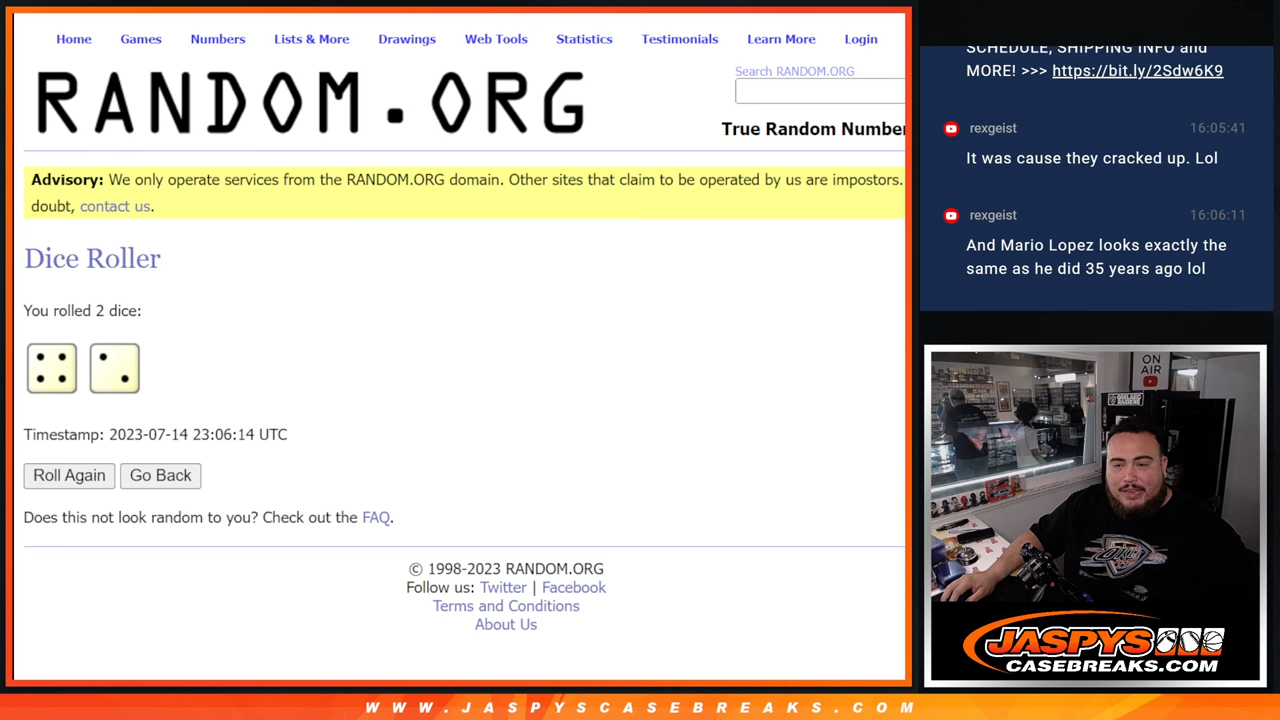 Home Games Numbers Lists & More Drawings Web Tools Statistics Testimonials Learn More Login
RANDOM.ORG
Search RANDOM.ORG
True Random Number
Advisory: We only operate services from the RANDOM.ORG domain. Other sites that claim to be operated by us are impostors.
doubt, contact us.
Dice Roller
You rolled 2 dice:
Timestamp: 2023-07-14 23:06:14 UTC
Roll Again Go Back
Does this not look random to you? Check out the FAQ.
© 1998-2023 RANDOM.ORG
Follow us: Twitter | Facebook
Terms and Conditions
About Us
SCHEDULE, SHIPPING INFO and
MORE! >>> https://bit.ly/2Sdw6K9
rexgeist 16:05:41
It was cause they cracked up. Lol
rexgeist 16:06:11
And Mario Lopez looks exactly the
same as he did 35 years ago lol
ON
AIR
OAKLAND
RAIDERS
OKC
JASPYS
CASEBREAKS.COM
WWW.JASPYSCASEBREAKS.COM